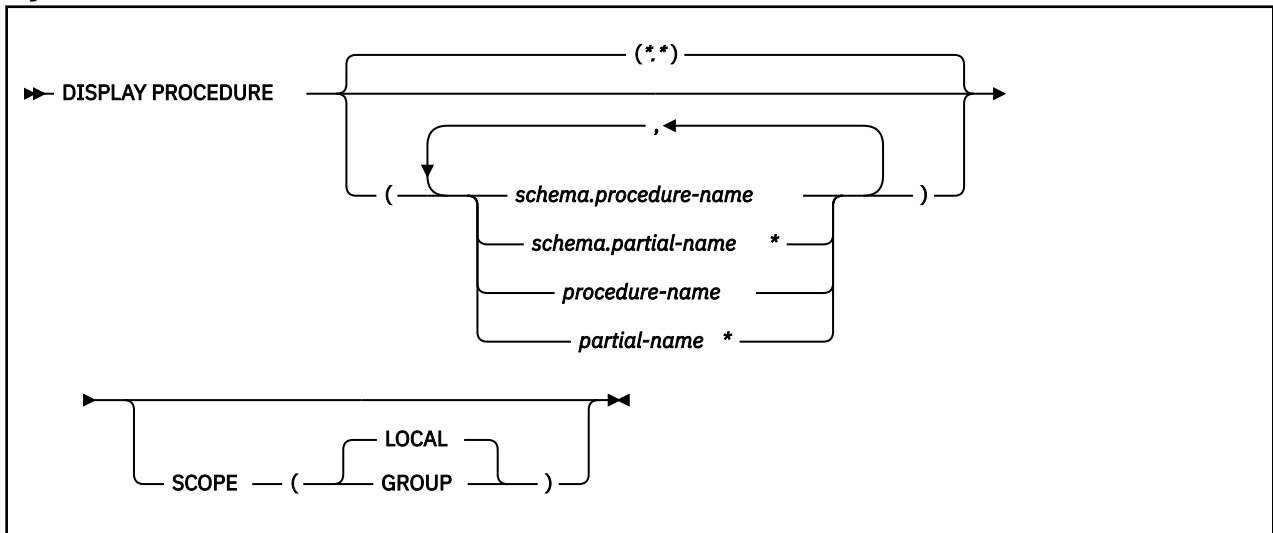 (*.*)
DISPLAY PROCEDURE
,
( schema.procedure-name )
schema.partial-name *
procedure-name
partial-name *
LOCAL
SCOPE ( GROUP )